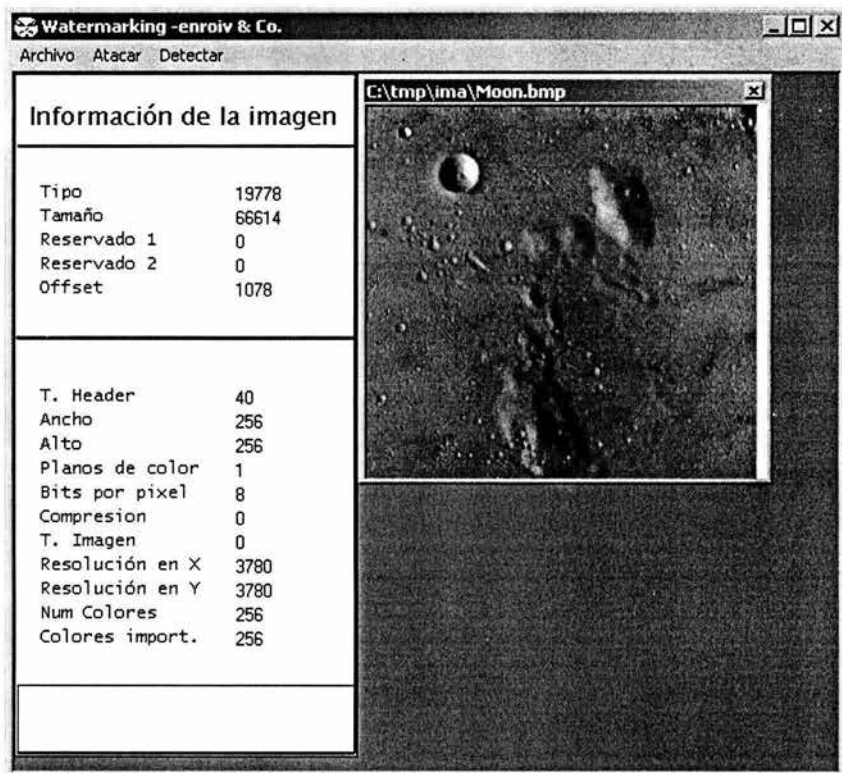 Watermarking -enroiv & Co.
Archivo Atacar Detectar
Información de la imagen
Tipo 19778
Tamaño 66614
Reservado 1 0
Reservado 2 0
Offset 1078
T. Header 40
Ancho 256
Alto 256
Planos de color 1
Bits por pixel 8
Compresion 0
T. Imagen 0
Resolución en X 3780
Resolución en Y 3780
Num Colores 256
Colores import. 256
C:\tmp\ima\Moon.bmp